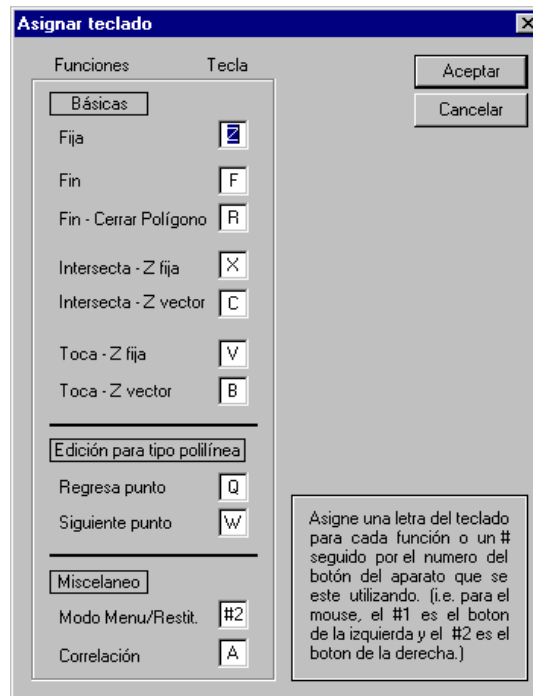 Asignar teclado
Funciones Tecla
Aceptar
Cancelar
Básicas
Fija Z
Fin F
Fin - Cerrar Polígono R
Intersecta - Z fija X
Intersecta - Z vector C
Toca - Z fija V
Toca - Z vector B
Edición para tipo polilínea
Regresa punto Q
Siguiente punto W
Miscelaneo
Modo Menu/Restit. #2
Correlación A
Asigne una letra del teclado
para cada función o un #
seguido por el numero del
botón del aparato que se
este utilizando. (i.e. para el
mouse, el #1 es el boton
de la izquierda y el #2 es el
boton de la derecha.)